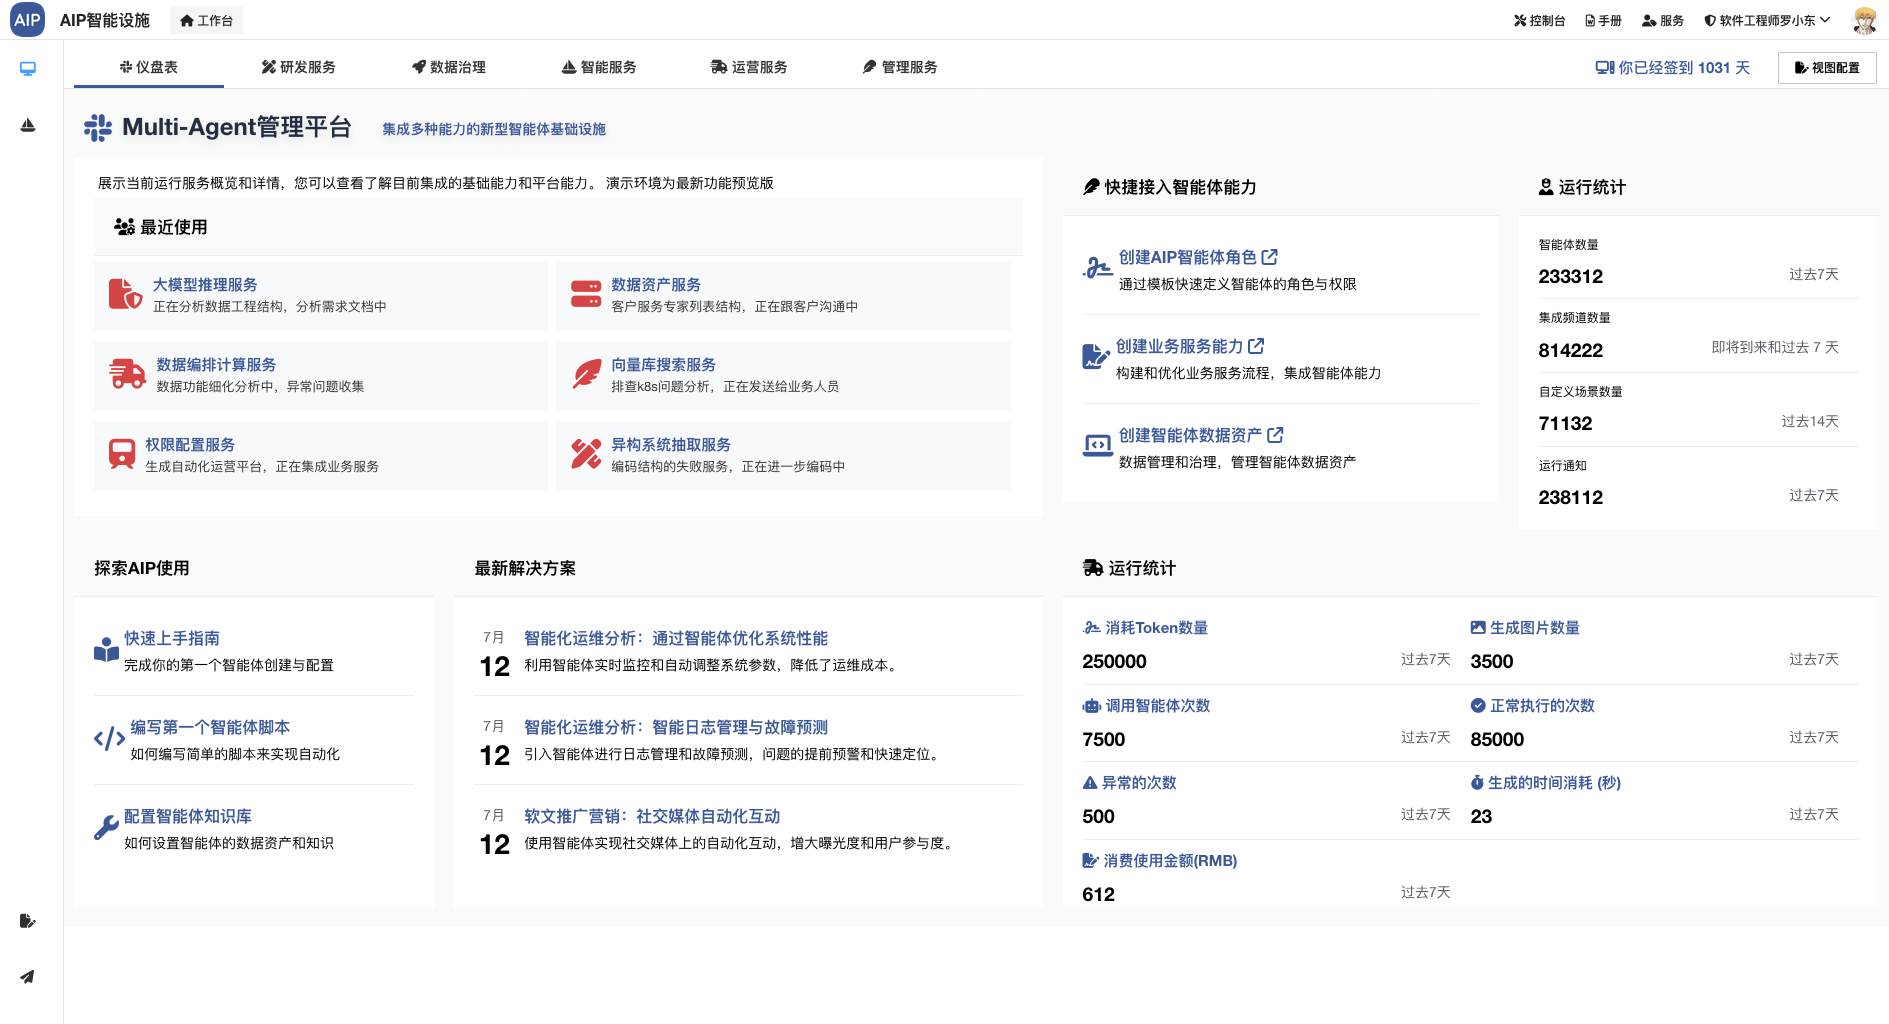 AIP AIP智能设施 工作台 控制台 手册 服务 软件工程师罗小东
仪盘表 研发服务 数据治理 智能服务 运营服务 管理服务 你已经签到 1031 天 视图配置
Multi-Agent管理平台 集成多种能力的新型智能体基础设施
展示当前运行服务概览和详情，您可以查看了解目前集成的基础能力和平台能力。 演示环境为最新功能预览版
最近使用
大模型推理服务
正在分析数据工程结构，分析需求文档中
数据资产服务
客户服务专家列表结构，正在跟客户沟通中
数据编排计算服务
数据功能细化分析中，异常问题收集
向量库搜索服务
排查k8s问题分析，正在发送给业务人员
权限配置服务
生成自动化运营平台，正在集成业务服务
异构系统抽取服务
编码结构的失败服务，正在进一步编码中
快捷接入智能体能力
创建AIP智能体角色
通过模板快速定义智能体的角色与权限
创建业务服务能力
构建和优化业务服务流程，集成智能体能力
创建智能体数据资产
数据管理和治理，管理智能体数据资产
运行统计
智能体数量
233312 过去7天
集成频道数量
814222 即将到来和过去 7 天
自定义场景数量
71132 过去14天
运行通知
238112 过去7天
探索AIP使用
快速上手指南
完成你的第一个智能体创建与配置
编写第一个智能体脚本
如何编写简单的脚本来实现自动化
配置智能体知识库
如何设置智能体的数据资产和知识
最新解决方案
7月 智能化运维分析：通过智能体优化系统性能
12 利用智能体实时监控和自动调整系统参数，降低了运维成本。
7月 智能化运维分析：智能日志管理与故障预测
12 引入智能体进行日志管理和故障预测，问题的提前预警和快速定位。
7月 软文推广营销：社交媒体自动化互动
12 使用智能体实现社交媒体上的自动化互动，增大曝光度和用户参与度。
运行统计
消耗Token数量 生成图片数量
250000 过去7天 3500 过去7天
调用智能体次数 正常执行的次数
7500 过去7天 85000 过去7天
异常的次数 生成的时间消耗 (秒)
500 过去7天 23 过去7天
消费使用金额(RMB)
612 过去7天